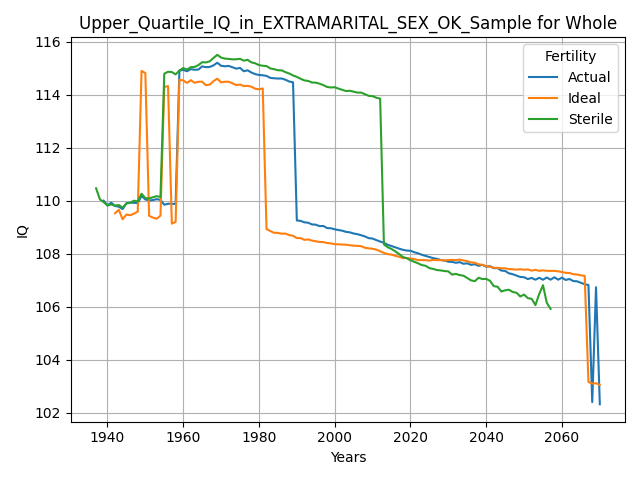 Upper_Quartile_IQ_in_EXTRAMARITAL_SEX_OK_Sample for Whole
Fertility
Actual
Ideal
Sterile
116
114
112
110
108
106
104
102
IQ
1940
1960
1980
2000
2020
2040
2060
Years